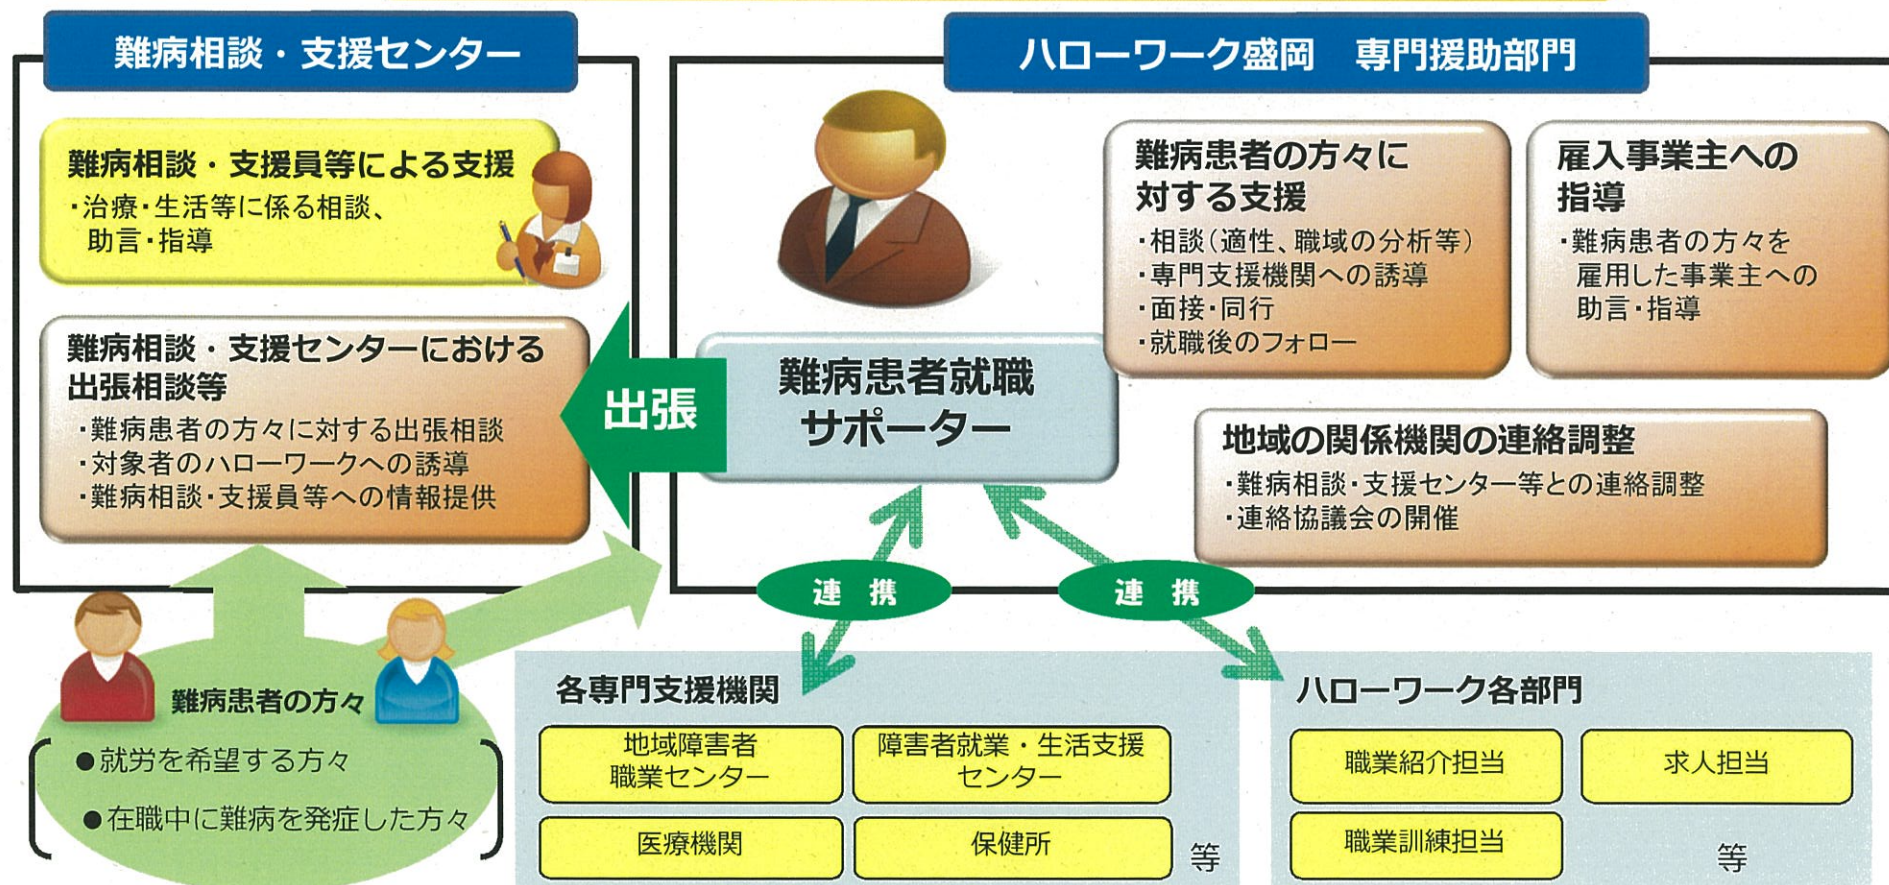 難病相談・支援センター
難病相談・支援員等による支援
・治療・生活等に係る相談、
助言・指導
難病相談・支援センターにおける
出張相談等
・難病患者の方々に対する出張相談
・対象者のハローワークへの誘導
・難病相談・支援員等への情報提供
出張
ハローワーク盛岡　専門援助部門
難病患者就職
サポーター
難病患者の方々に
対する支援
・相談(適性、職域の分析等)
・専門支援機関への誘導
・面接・同行
・就職後のフォロー
雇入事業主への
指導
・難病患者の方々を
雇用した事業主への
助言・指導
地域の関係機関の連絡調整
・難病相談・支援センター等との連絡調整
・連絡協議会の開催
連 携
連 携
難病患者の方々
●就労を希望する方々
●在職中に難病を発症した方々
各専門支援機関
地域障害者
職業センター
障害者就業・生活支援
センター
医療機関
保健所
等
ハローワーク各部門
職業紹介担当
求人担当
職業訓練担当
等